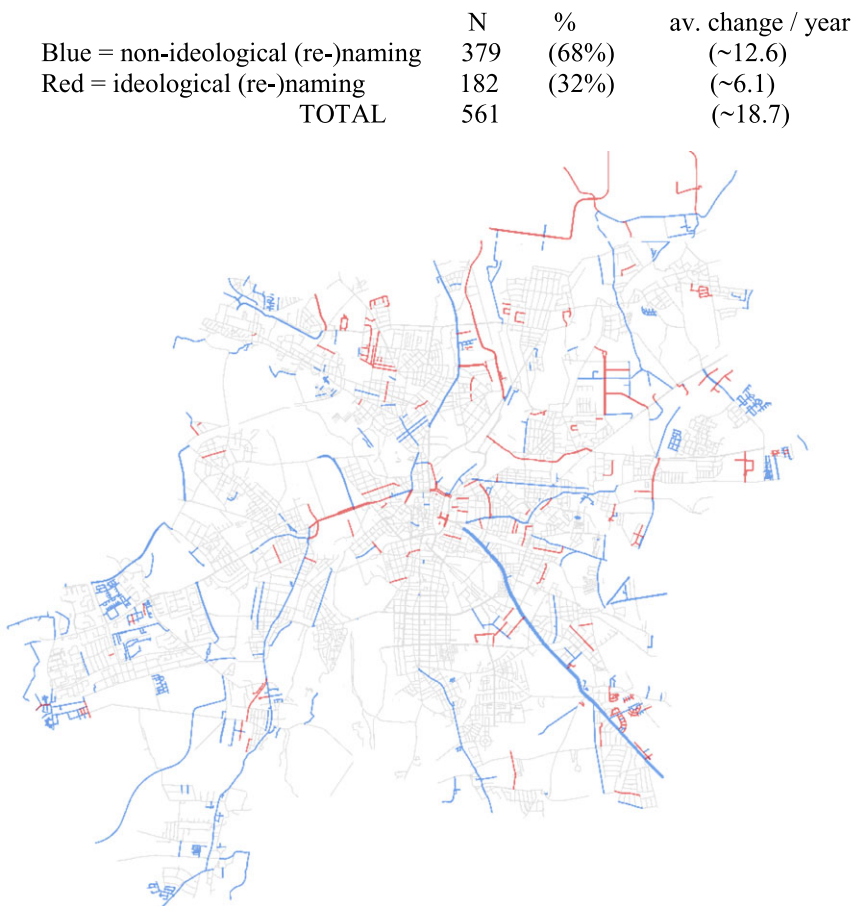 N % av. change / year
Blue = non-ideological (re-)naming 379 (68%) (~12.6)
Red = ideological (re-)naming 182 (32%) (~6.1)
TOTAL 561 (~18.7)